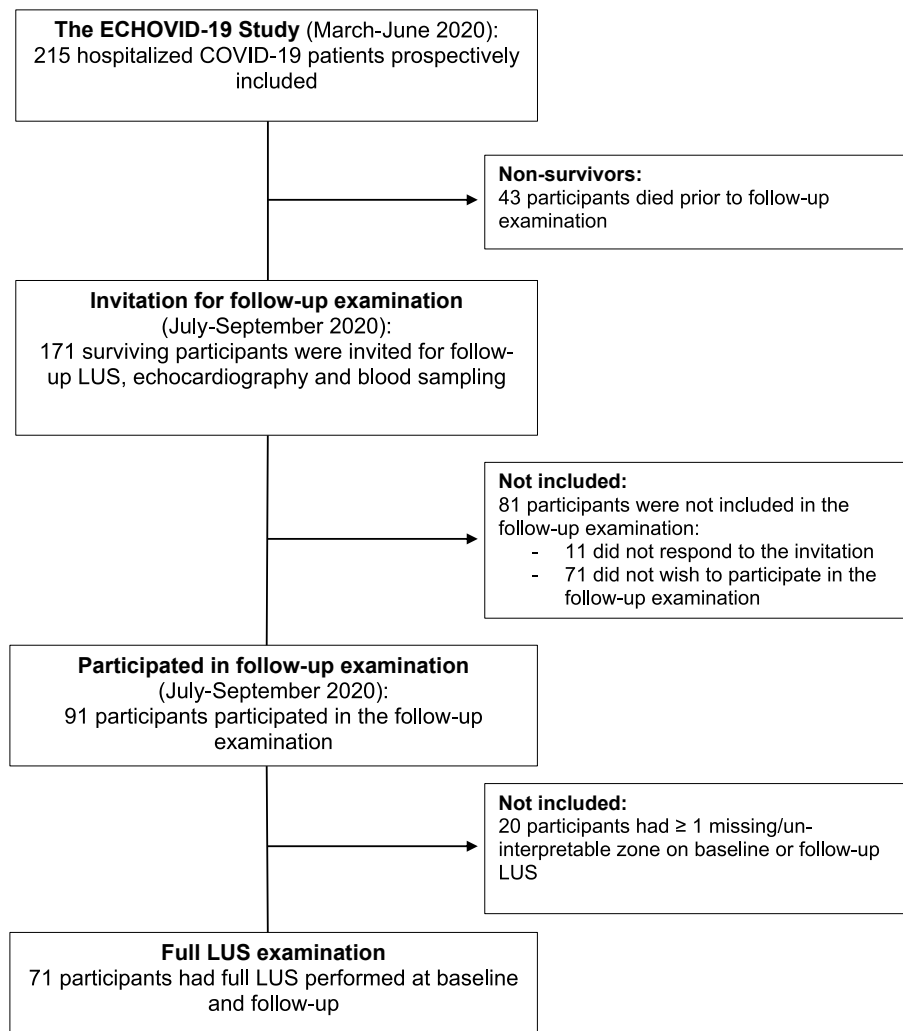 The ECHOVID-19 Study (March-June 2020):
215 hospitalized COVID-19 patients prospectively
included
Non-survivors:
43 participants died prior to follow-up
examination
Invitation for follow-up examination
(July-September 2020):
171 surviving participants were invited for follow-
up LUS, echocardiography and blood sampling
Not included:
81 participants were not included in the
follow-up examination:
- 11 did not respond to the invitation
- 71 did not wish to participate in the
follow-up examination
Participated in follow-up examination
(July-September 2020):
91 participants participated in the follow-up
examination
Not included:
20 participants had ≥ 1 missing/un-
interpretable zone on baseline or follow-up
LUS
Full LUS examination
71 participants had full LUS performed at baseline
and follow-up